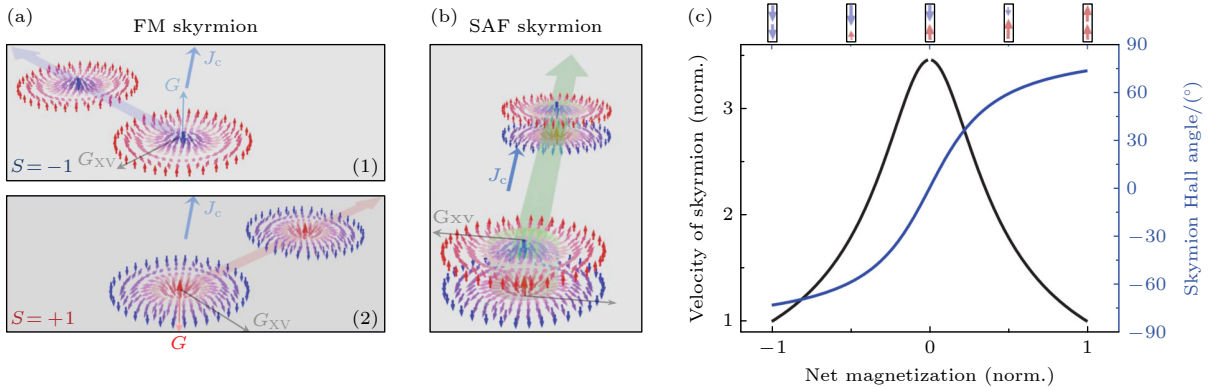 (a)
FM skyrmion
J_c
G
G_XV
S = −1
(1)
J_c
G_XV
S = +1
(2)
G
(b)
SAF skyrmion
J_c
G_XV
(c)
Velocity of skyrmion (norm.)
3
2
1
−1
0
1
Net magnetization (norm.)
90
60
30
0
−30
−60
−90
Skymion Hall angle/(°)